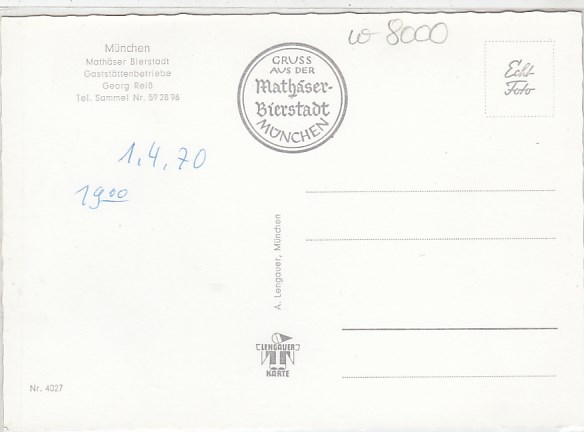 w-8000
München
Mathäser Bierstadt
Gaststättenbetriebe
Georg Reiß
Tel. Sammel Nr. 59 28 96
GRUSS
AUS DER
Mathäser-
Bierstadt
MÜNCHEN
Echt-
Foto
1.4.70
1900
A. Lengauer, München
LENGAUER
KARTE
Nr. 4027